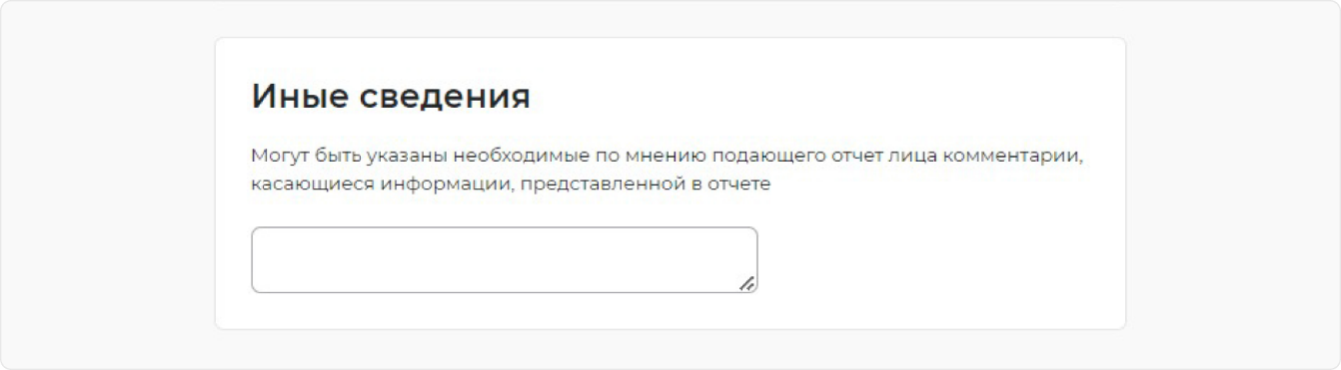 Иные сведения
Могут быть указаны необходимые по мнению подающего отчет лица комментарии,
касающиеся информации, представленной в отчете